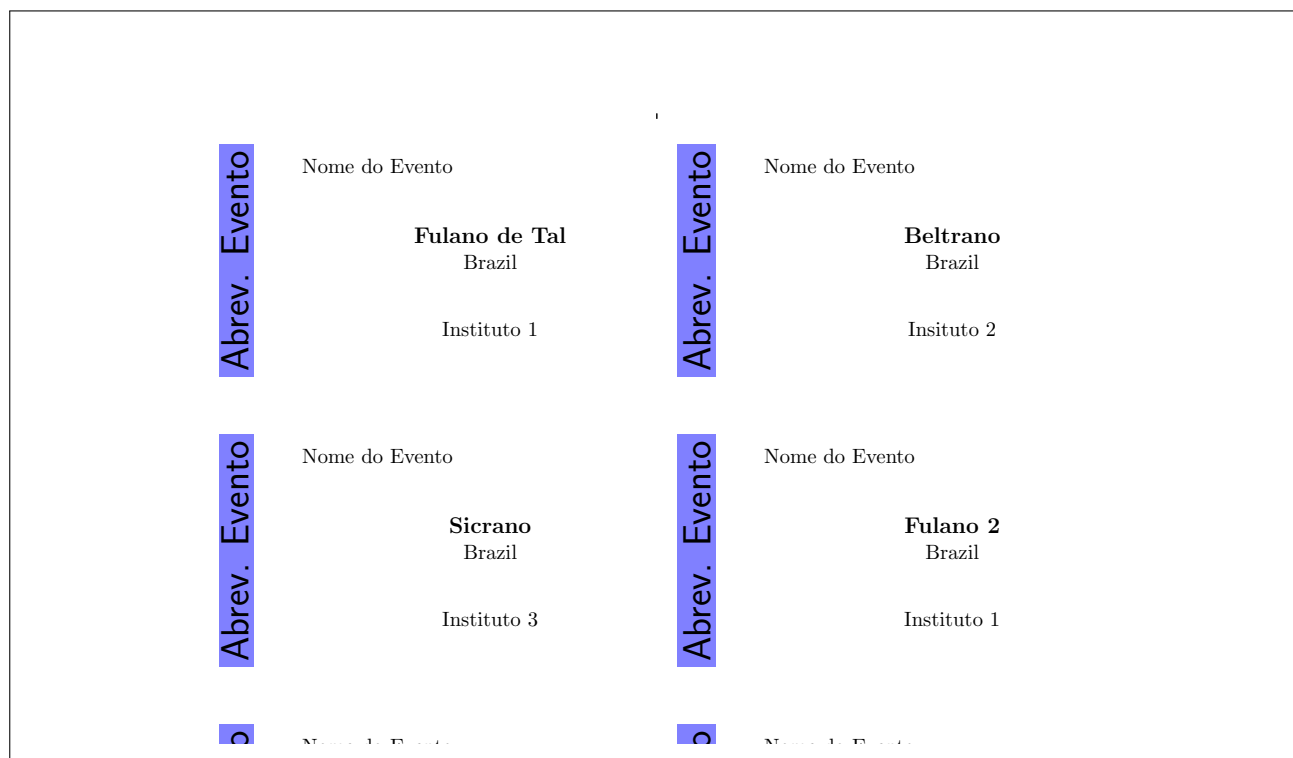 Abrev. Evento
Nome do Evento
Fulano de Tal
Brazil
Instituto 1
Abrev. Evento
Nome do Evento
Beltrano
Brazil
Insituto 2
Abrev. Evento
Nome do Evento
Sicrano
Brazil
Instituto 3
Abrev. Evento
Nome do Evento
Fulano 2
Brazil
Instituto 1